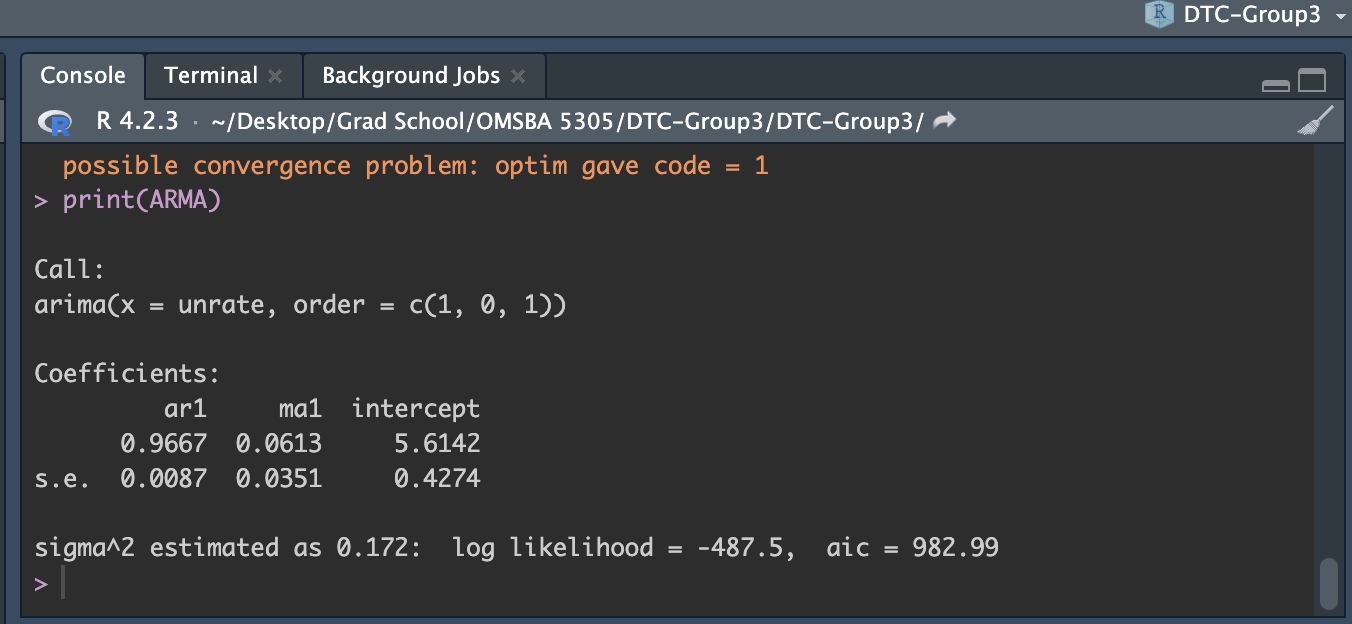 DTC-Group3
Console Terminal Background Jobs
R 4.2.3 · ~/Desktop/Grad School/OMSBA 5305/DTC-Group3/DTC-Group3/
possible convergence problem: optim gave code = 1
> print(ARMA)
Call:
arima(x = unrate, order = c(1, 0, 1))
Coefficients:
ar1 ma1 intercept
0.9667 0.0613 5.6142
s.e. 0.0087 0.0351 0.4274
sigma^2 estimated as 0.172: log likelihood = -487.5, aic = 982.99
>